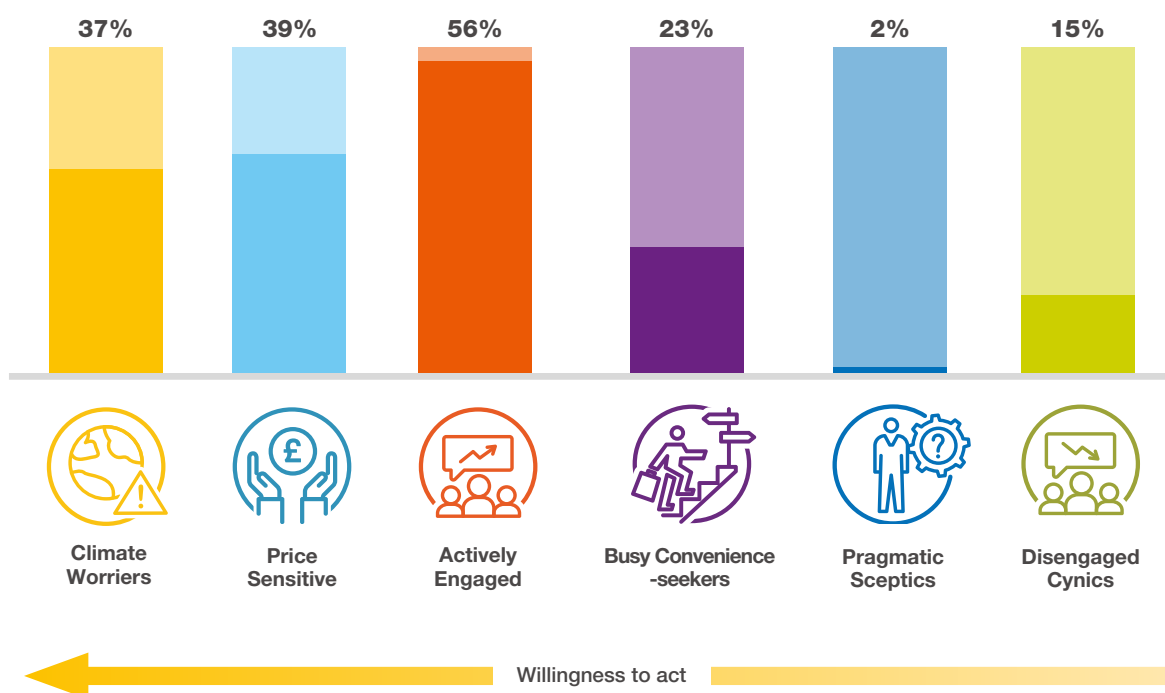 37%
39%
56%
23%
2%
15%
£
!
?
Climate
Worriers
Price
Sensitive
Actively
Engaged
Busy Convenience
-seekers
Pragmatic
Sceptics
Disengaged
Cynics
Willingness to act